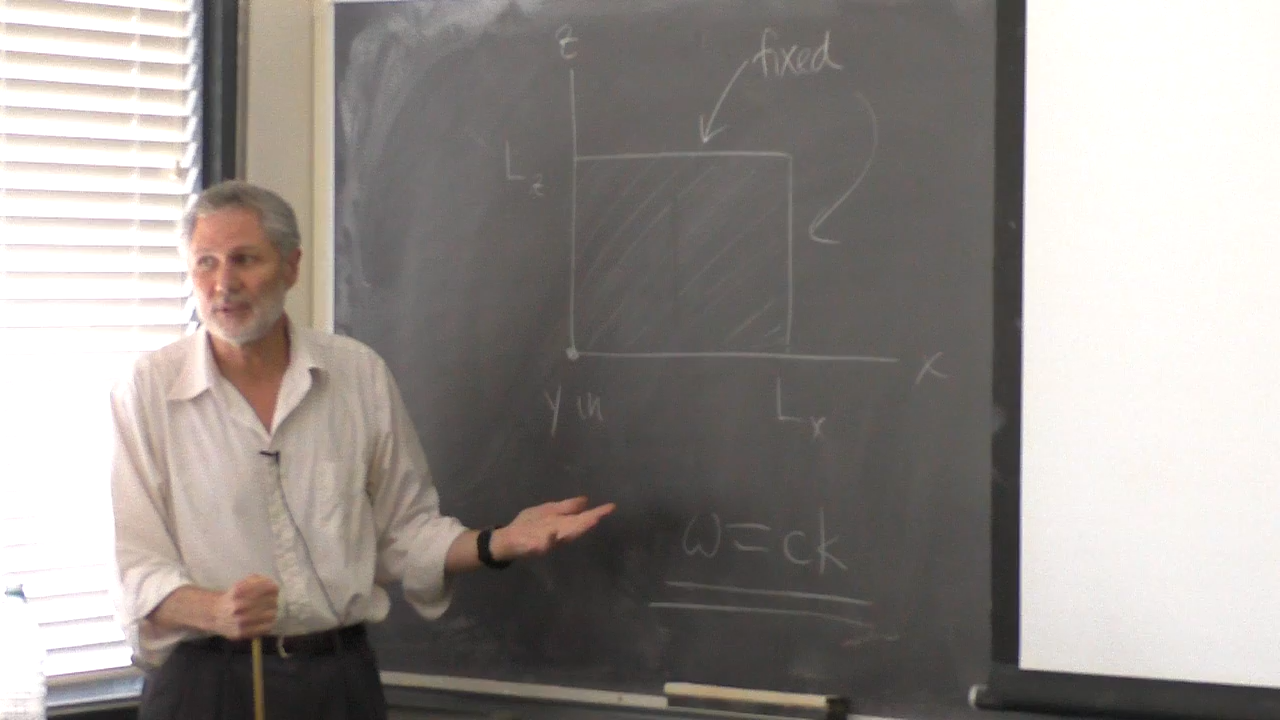 z
fixed
L_z
x
y in
L_x
ω=ck